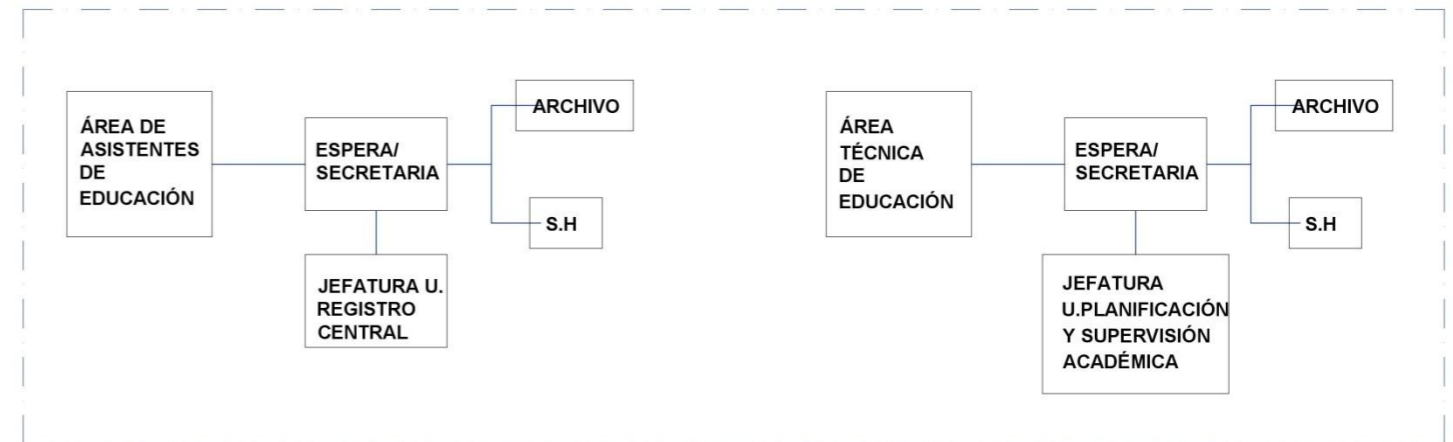 ÁREA DE
ASISTENTES
DE
EDUCACIÓN
ESPERA/
SECRETARIA
ARCHIVO
S.H
JEFATURA U.
REGISTRO
CENTRAL
ÁREA
TÉCNICA
DE
EDUCACIÓN
ESPERA/
SECRETARIA
ARCHIVO
S.H
JEFATURA
U.PLANIFICACIÓN
Y SUPERVISIÓN
ACADÉMICA